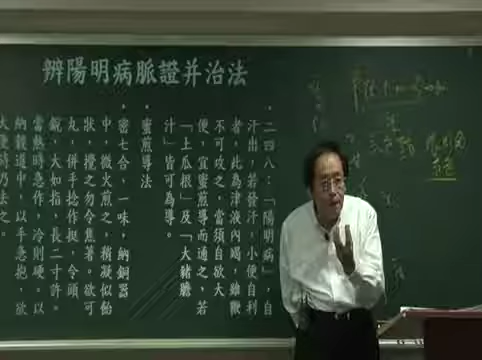 辨陽明病脈證并治法
。二四八:「陽明病」,自
汗出,若發汗,小便自利
者,此為津液內竭,雖鞕
不可攻之,當須自欲大
便,宜蜜煎導而通之,若
「土瓜根」及「大豬膽
汁」皆可為導。
。蜜煎導法
。蜜七合,一味,納銅器
中,微火煎之,稍凝似飴
狀,攪之勿令焦著。欲可
丸,併手捻作挺,令頭
銳,大如指,長二寸許。
當熱時急作,冷則硬。以
納穀道中,以手急抱,欲
大便時乃去之。